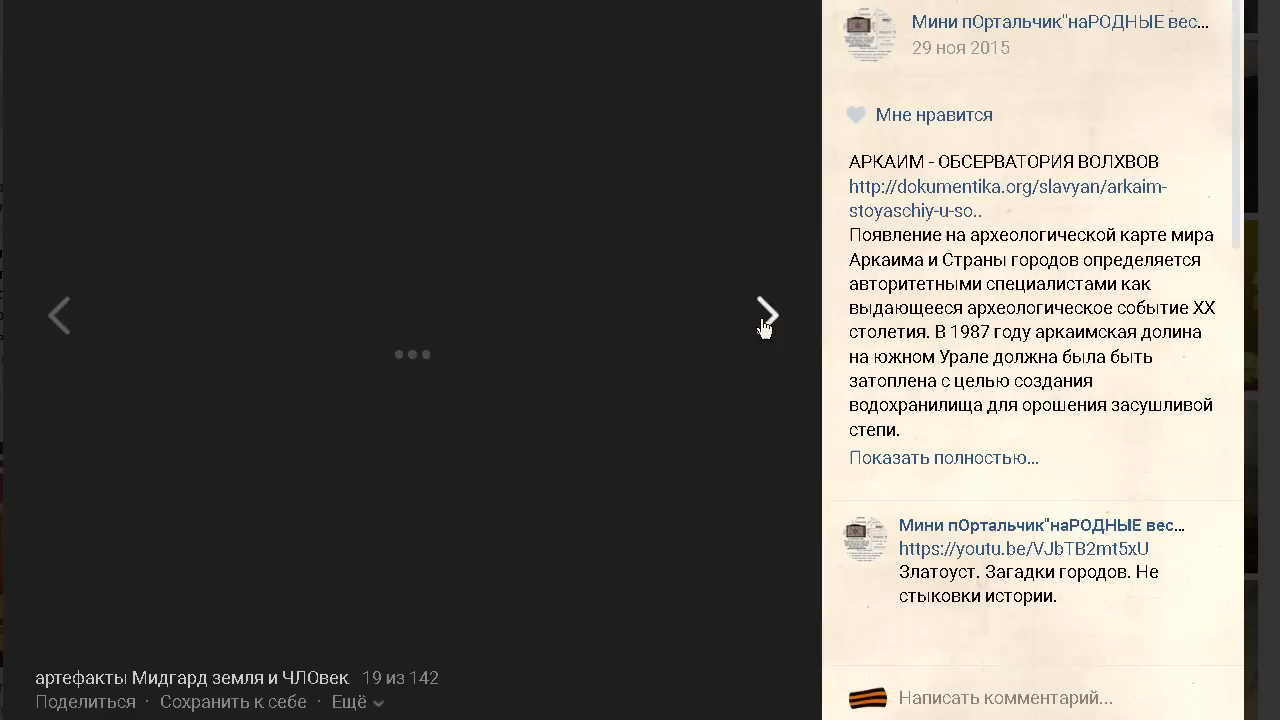 Мини пОртальчик"наРОДНЫЕ вес...
29 ноя 2015
Мне нравится
АРКАИМ - ОБСЕРВАТОРИЯ ВОЛХВОВ
http://dokumentika.org/slavyan/arkaim-
stoyaschiy-u-so..
Появление на археологической карте мира
Аркаима и Страны городов определяется
авторитетными специалистами как
выдающееся археологическое событие XX
столетия. В 1987 году аркаимская долина
на южном Урале должна была быть
затоплена с целью создания
водохранилища для орошения засушливой
степи.
Показать полностью...
Мини пОртальчик"наРОДНЫЕ вес...
https://youtu.be/VJbTB2mt5xU
Златоуст. Загадки городов. Не
стыковки истории.
артефакты Мидгард земля и ЧЛОвек 19 из 142
Поделиться · Сохранить к себе · Ещё
Написать комментарий...